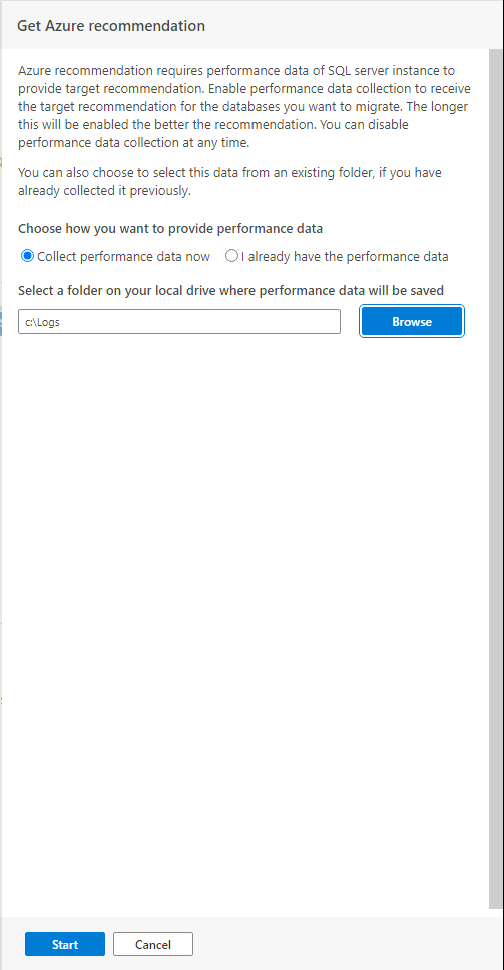 Get Azure recommendation
Azure recommendation requires performance data of SQL server instance to
provide target recommendation. Enable performance data collection to receive
the target recommendation for the databases you want to migrate. The longer
this will be enabled the better the recommendation. You can disable
performance data collection at any time.
You can also choose to select this data from an existing folder, if you have
already collected it previously.
Choose how you want to provide performance data
Collect performance data now I already have the performance data
Select a folder on your local drive where performance data will be saved
c:\Logs Browse
Start Cancel